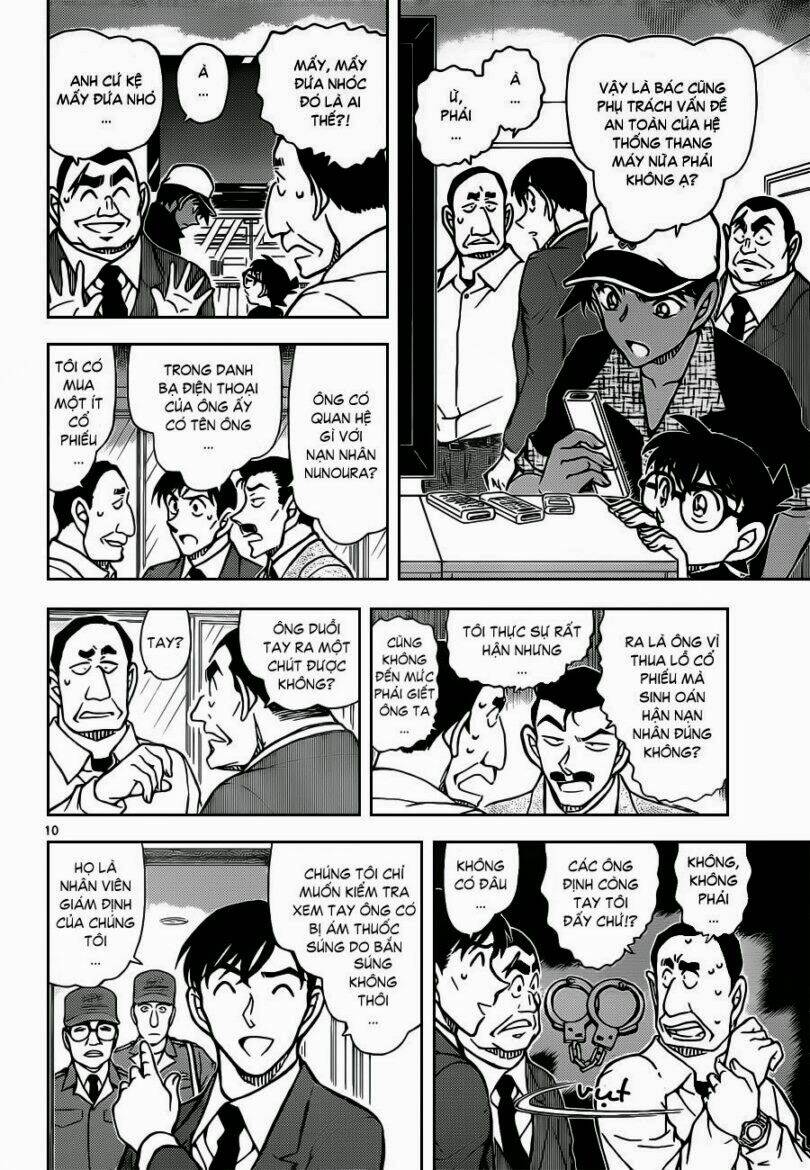 VẬY LÀ BÁC CŨNG
PHỤ TRÁCH VẤN ĐỀ
AN TOÀN CỦA HỆ
THỐNG THANG
MÁY NỮA PHẢI
KHÔNG Ạ?
À
...
Ừ,
PHẢI
...
MẤY, MẤY
ĐỨA NHÓC
ĐÓ LÀ AI
THẾ?!
À
...
ANH CỨ KỆ
MẤY ĐỨA NHỎ
...
ÔNG CÓ
QUAN HỆ
GÌ VỚI
NẠN NHÂN
NUNOURA?
TRONG DANH
BẠ ĐIỆN THOẠI
CỦA ÔNG ẤY
CÓ TÊN ÔNG
...
TÔI CÓ
MUA
MỘT ÍT
CỔ
PHIẾU
...
RA LÀ ÔNG VÌ
THUA LỖ CỔ
PHIẾU MÀ
SINH OÁN
HẬN NẠN
NHÂN ĐÚNG
KHÔNG?
TÔI THỰC SỰ RẤT
HẬN NHƯNG
...
CŨNG
KHÔNG
ĐẾN MỨC
PHẢI GIẾT
ÔNG TA
...
ÔNG DUỖI
TAY RA MỘT
CHÚT ĐƯỢC
KHÔNG?
TAY?
10
KHÔNG,
KHÔNG
PHẢI
...
CÁC ÔNG
ĐỊNH CÒNG
TAY TÔI
ĐẤY CHỨ!?
KHÔNG
CÓ ĐÂU
...
vụt
CHÚNG TÔI CHỈ
MUỐN KIỂM TRA
XEM TAY ÔNG CÓ
BỊ ÁM THUỐC
SÚNG DO BẮN
SÚNG KHÔNG
THÔI
...
HỌ LÀ
NHÂN VIÊN
GIÁM ĐỊNH
CỦA CHÚNG
TÔI
...